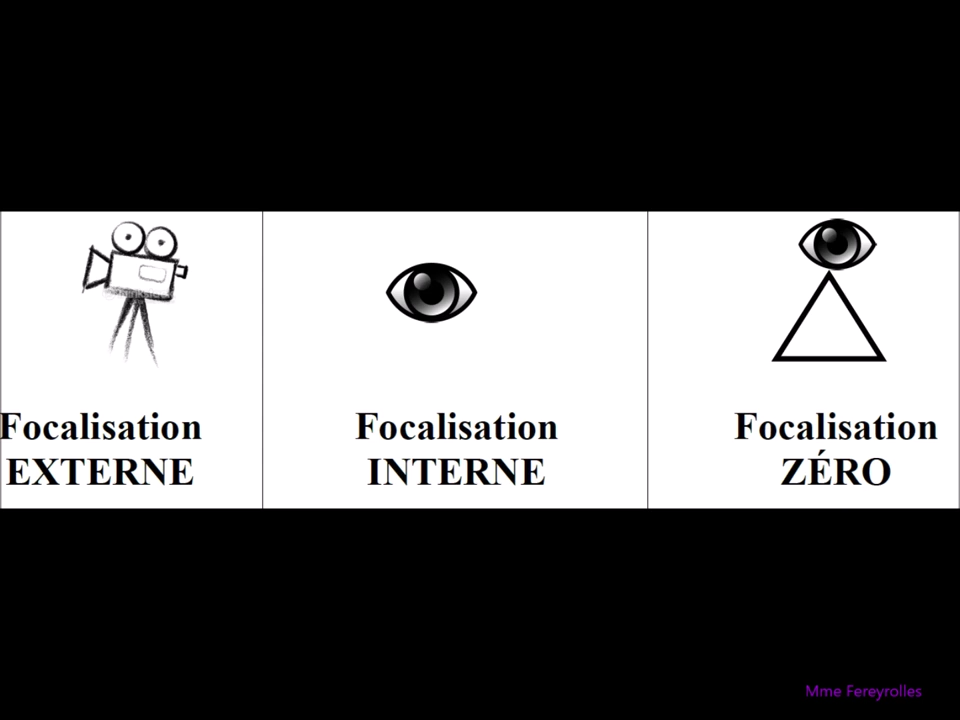 Focalisation
EXTERNE
Focalisation
INTERNE
Focalisation
ZÉRO
Mme Fereyrolles